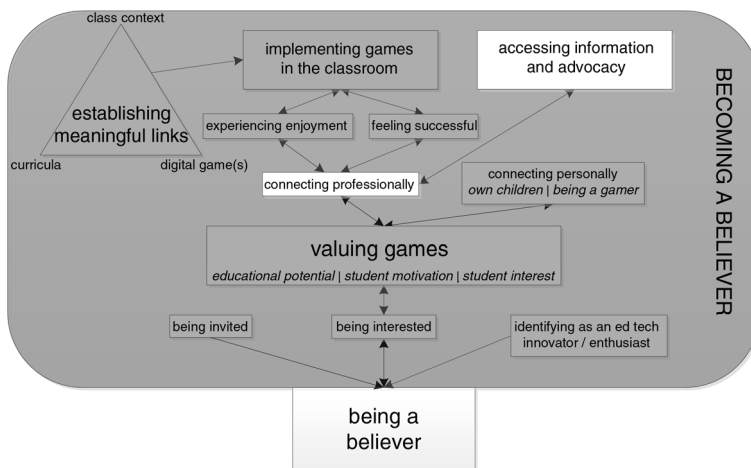 class context
establishing
meaningful links
curricula
digital game(s)
implementing games
in the classroom
accessing information
and advocacy
experiencing enjoyment
feeling successful
connecting professionally
connecting personally
own children | being a gamer
valuing games
educational potential | student motivation | student interest
being invited
being interested
identifying as an ed tech
innovator / enthusiast
being a
believer
BECOMING A BELIEVER